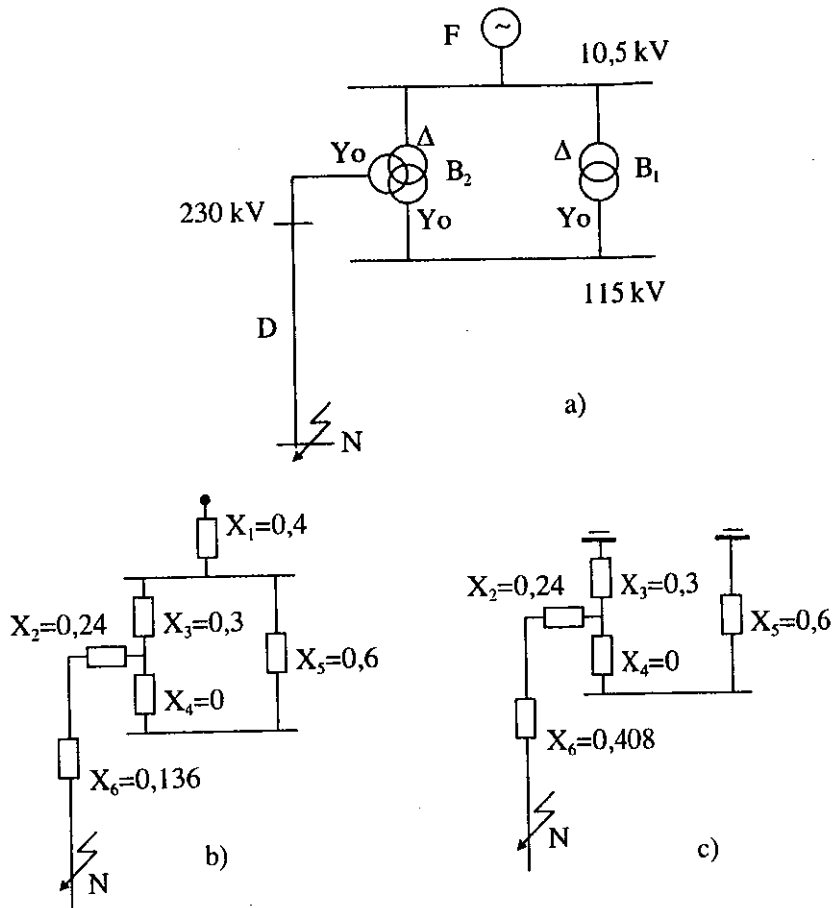 F
~
10,5 kV
Δ
Yo
B₂
Δ
B₁
Yo
Yo
230 kV
115 kV
D
a)
N
X₁=0,4
X₂=0,24
X₃=0,3
X₅=0,6
X₄=0
X₆=0,136
N
b)
X₂=0,24
X₃=0,3
X₅=0,6
X₄=0
X₆=0,408
N
c)